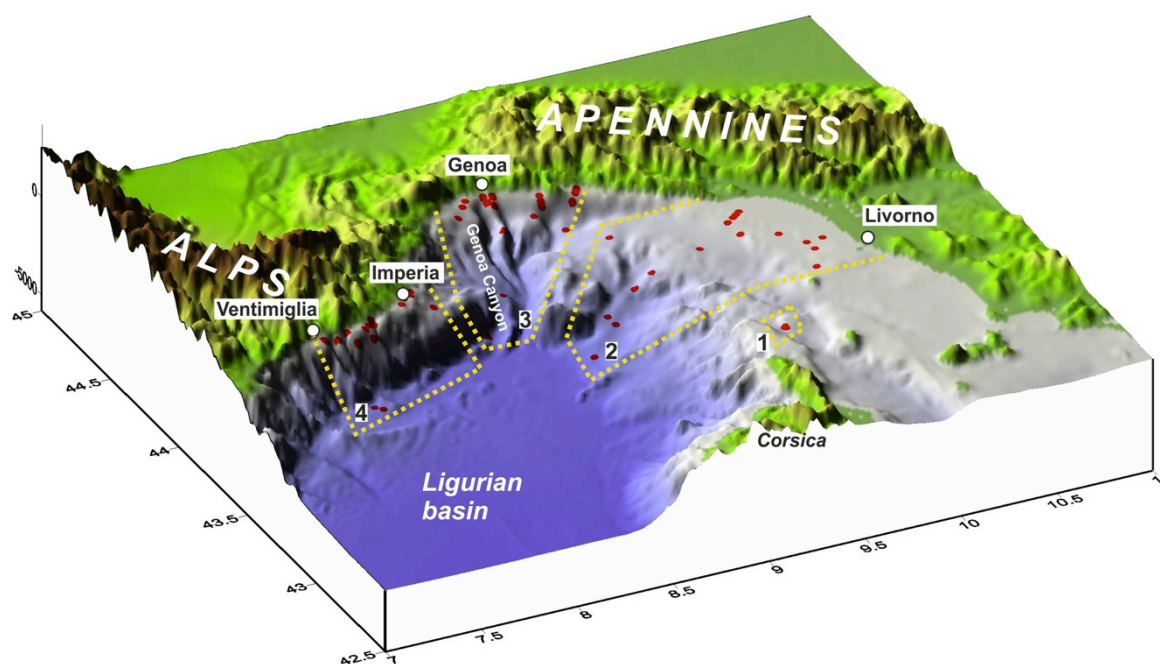 APENNINES
Genoa
Livorno
0
ALPS
Genoa Canyon
Imperia
-5000
Ventimiglia
45
3
2
1
44.5
4
Corsica
44
Ligurian
basin
43.5
10.5
10
9.5
43
9
8.5
8
7.5
42.5
7